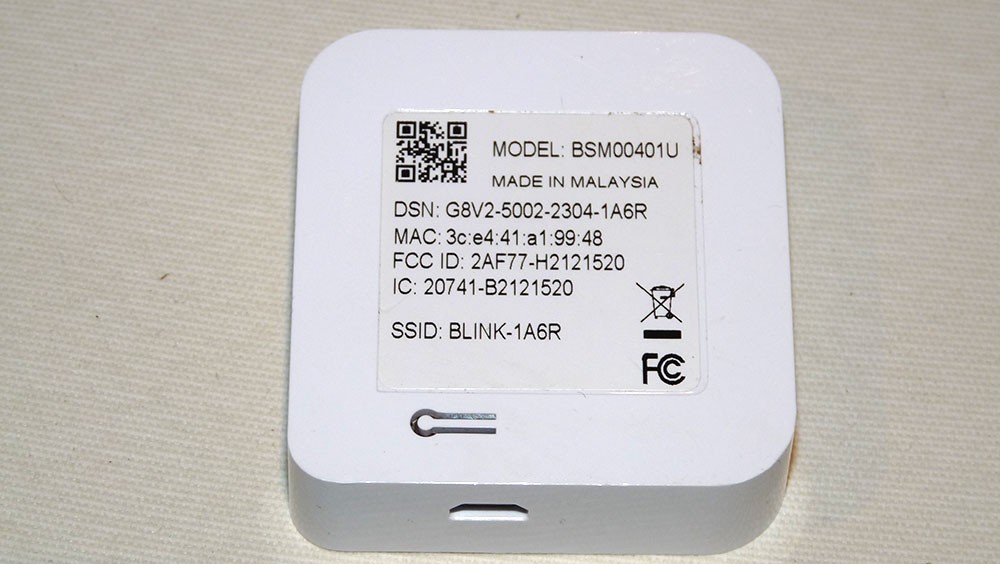 MODEL: BSM00401U
MADE IN MALAYSIA
DSN: G8V2-5002-2304-1A6R
MAC: 3c:e4:41:a1:99:48
FCC ID: 2AF77-H2121520
IC: 20741-B2121520
SSID: BLINK-1A6R
FC